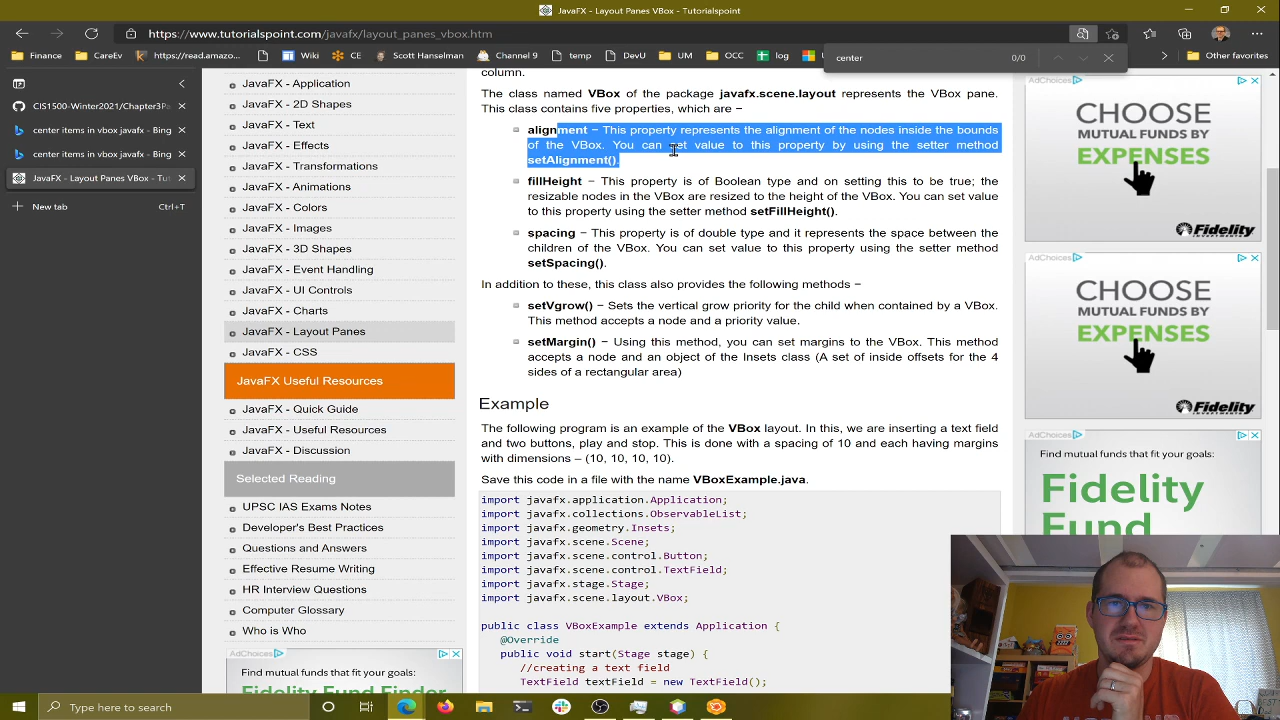 JavaFX - Layout Panes VBox - Tutorialspoint
https://www.tutorialspoint.com/javafx/layout_panes_vbox.htm
Finance
CareEv
https://read.amazo...
Wiki
CE
Scott Hanselman
Channel 9
temp
DevU
UM
OCC
log
Other favorites
center
0/0
CIS1500-Winter2021/Chapter3Pa
center items in vbox javafx - Bing
center items in vbox javafx - Bing
JavaFX - Layout Panes VBox - Tut
New tab
Ctrl+T
JavaFX - Application
JavaFX - 2D Shapes
JavaFX - Text
JavaFX - Effects
JavaFX - Transformations
JavaFX - Animations
JavaFX - Colors
JavaFX - Images
JavaFX - 3D Shapes
JavaFX - Event Handling
JavaFX - UI Controls
JavaFX - Charts
JavaFX - Layout Panes
JavaFX - CSS
JavaFX Useful Resources
JavaFX - Quick Guide
JavaFX - Useful Resources
JavaFX - Discussion
Selected Reading
UPSC IAS Exams Notes
Developer's Best Practices
Questions and Answers
Effective Resume Writing
HR Interview Questions
Computer Glossary
Who is Who
AdChoices
Find mutual funds that fit your goals:
Fidelity Fund Finder
column.
The class named VBox of the package javafx.scene.layout represents the VBox pane.
This class contains five properties, which are −
alignment − This property represents the alignment of the nodes inside the bounds
of the VBox. You can set value to this property by using the setter method
setAlignment().
fillHeight − This property is of Boolean type and on setting this to be true; the
resizable nodes in the VBox are resized to the height of the VBox. You can set value
to this property using the setter method setFillHeight().
spacing − This property is of double type and it represents the space between the
children of the VBox. You can set value to this property using the setter method
setSpacing().
In addition to these, this class also provides the following methods −
setVgrow() − Sets the vertical grow priority for the child when contained by a VBox.
This method accepts a node and a priority value.
setMargin() − Using this method, you can set margins to the VBox. This method
accepts a node and an object of the Insets class (A set of inside offsets for the 4
sides of a rectangular area)
Example
The following program is an example of the VBox layout. In this, we are inserting a text field
and two buttons, play and stop. This is done with a spacing of 10 and each having margins
with dimensions – (10, 10, 10, 10).
Save this code in a file with the name VBoxExample.java.
import javafx.application.Application;
import javafx.collections.ObservableList;
import javafx.geometry.Insets;
import javafx.scene.Scene;
import javafx.scene.control.Button;
import javafx.scene.control.TextField;
import javafx.stage.Stage;
import javafx.scene.layout.VBox;
public class VBoxExample extends Application {
@Override
public void start(Stage stage) {
//creating a text field
TextField textField = new TextField();
AdChoices
CHOOSE
MUTUAL FUNDS BY
EXPENSES
Fidelity
AdChoices
CHOOSE
MUTUAL FUNDS BY
EXPENSES
Fidelity
AdChoices
Find mutual funds that fit your goals:
Fidelity
Fund
Type here to search